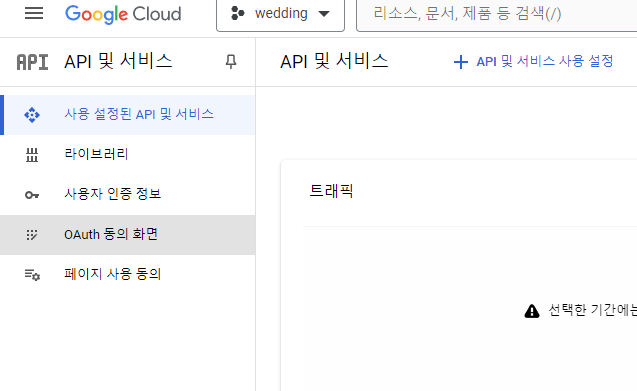 Google Cloud
wedding
리소스, 문서, 제품 등 검색(/)
API
API 및 서비스
API 및 서비스
API 및 서비스 사용 설정
사용 설정된 API 및 서비스
라이브러리
사용자 인증 정보
OAuth 동의 화면
페이지 사용 동의
트래픽
선택한 기간에는